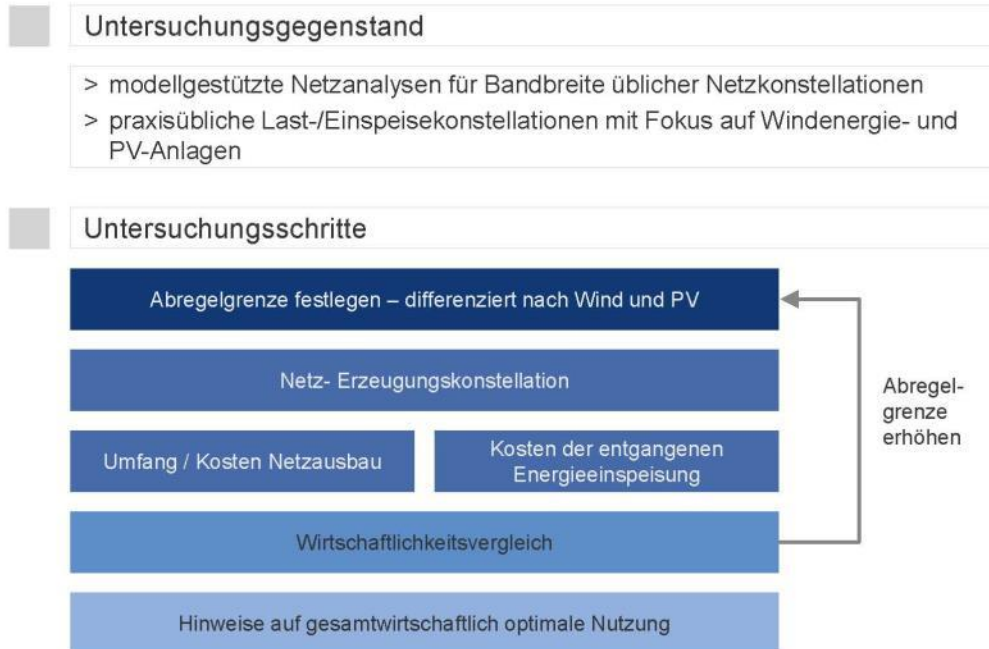 Untersuchungsgegenstand
> modellgestützte Netzanalysen für Bandbreite üblicher Netzkonstellationen
> praxisübliche Last-/Einspeisekonstellationen mit Fokus auf Windenergie- und
PV-Anlagen
Untersuchungsschritte
Abregelgrenze festlegen – differenziert nach Wind und PV
Netz- Erzeugungskonstellation
Umfang / Kosten Netzausbau
Kosten der entgangenen
Energieeinspeisung
Wirtschaftlichkeitsvergleich
Hinweise auf gesamtwirtschaftlich optimale Nutzung
Abregel-
grenze
erhöhen